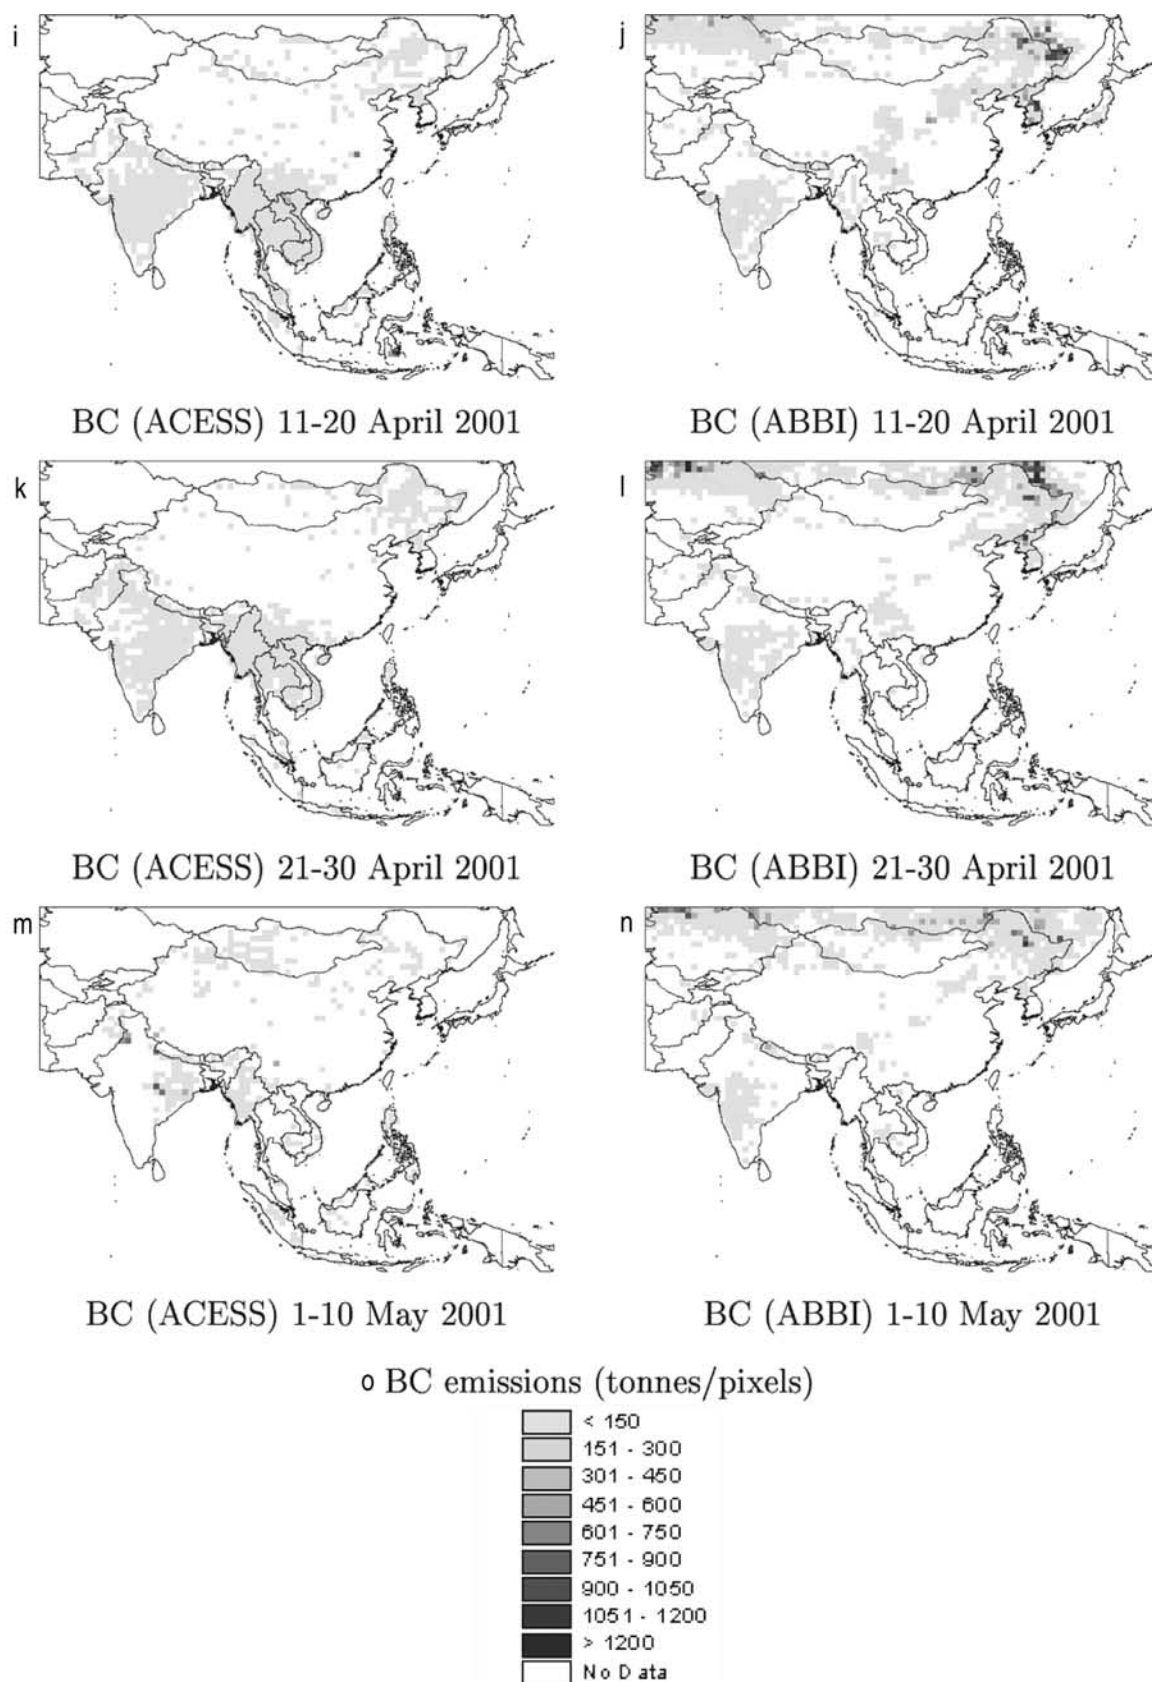 i
j
BC (ACESS) 11-20 April 2001
BC (ABBI) 11-20 April 2001
k
l
BC (ACESS) 21-30 April 2001
BC (ABBI) 21-30 April 2001
m
n
BC (ACESS) 1-10 May 2001
BC (ABBI) 1-10 May 2001
o BC emissions (tonnes/pixels)
< 150
151 - 300
301 - 450
451 - 600
601 - 750
751 - 900
900 - 1050
1051 - 1200
> 1200
No Data